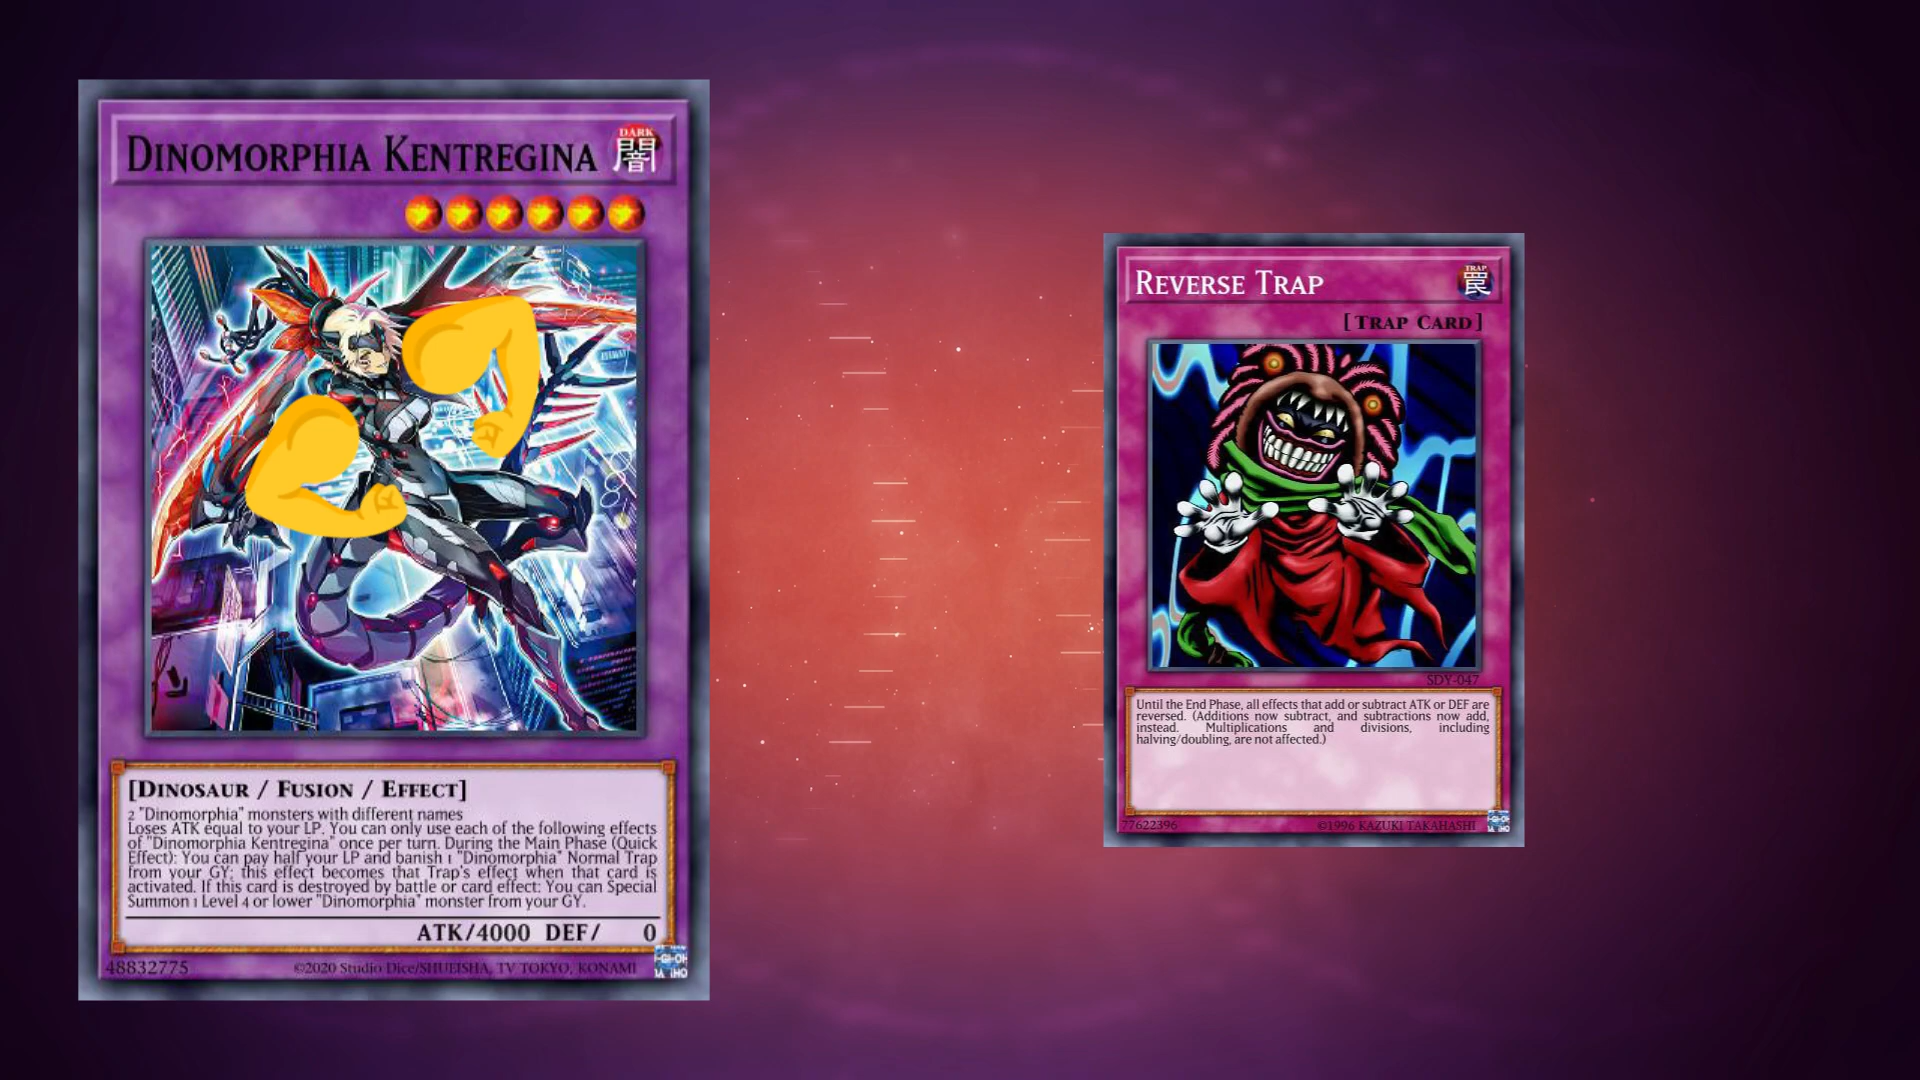 DINOMORPHIA KENTREGINA
DARK
闇
[DINOSAUR / FUSION / EFFECT]
2 "Dinomorphia" monsters with different names
Loses ATK equal to your LP. You can only use each of the following effects
of "Dinomorphia Kentregina" once per turn. During the Main Phase (Quick
Effect): You can pay half your LP and banish 1 "Dinomorphia" Normal Trap
from your GY; this effect becomes that Trap's effect when that card is
activated. If this card is destroyed by battle or card effect: You can Special
Summon 1 Level 4 or lower "Dinomorphia" monster from your GY.
ATK/4000 DEF/ 0
48832775
©2020 Studio Dice/SHUEISHA, TV TOKYO, KONAMI
REVERSE TRAP
TRAP
罠
[TRAP CARD]
SDY-047
Until the End Phase, all effects that add or subtract ATK or DEF are
reversed. (Additions now subtract, and subtractions now add,
instead. Multiplications and divisions, including
halving/doubling, are not affected.)
77622396
©1996 KAZUKI TAKAHASHI